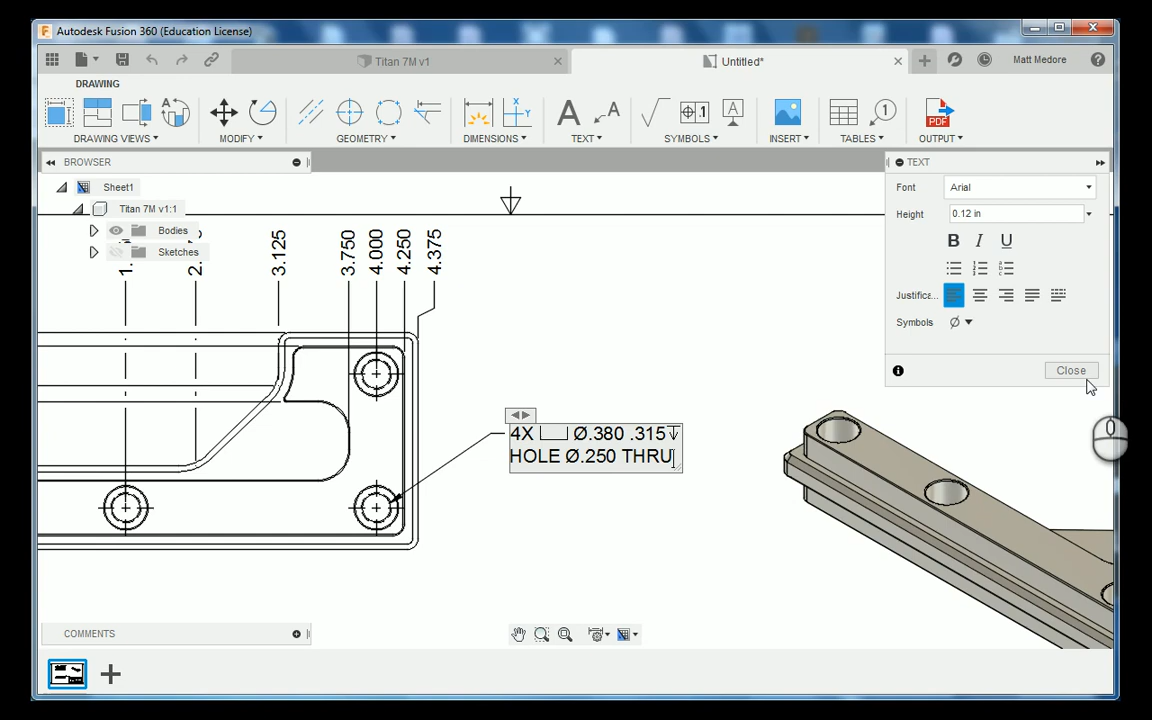 Autodesk Fusion 360 (Education License)
Titan 7M v1
Untitled*
Matt Medore
DRAWING
DRAWING VIEWS
MODIFY
GEOMETRY
DIMENSIONS
TEXT
SYMBOLS
INSERT
TABLES
OUTPUT
BROWSER
Sheet1
Titan 7M v1:1
Bodies
Sketches
TEXT
Font Arial
Height 0.12 in
B I U
Justifica...
Symbols Ø
Close
3.125
3.750
4.000
4.250
4.375
4X ⌴ Ø.380 .315↧
HOLE Ø.250 THRU
COMMENTS